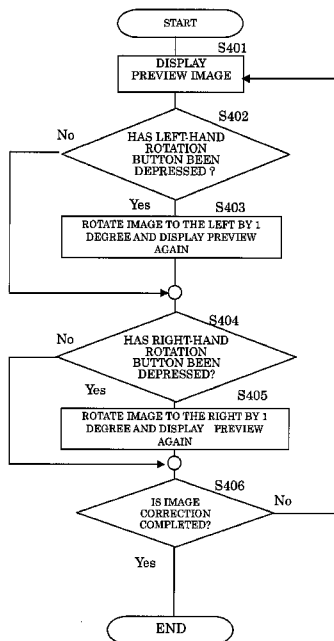 START
S401
DISPLAY
PREVIEW IMAGE
S402
No
HAS LEFT-HAND
ROTATION
BUTTON BEEN
DEPRESSED ?
Yes
S403
ROTATE IMAGE TO THE LEFT BY 1
DEGREE AND DISPLAY PREVIEW
AGAIN
S404
No
HAS RIGHT-HAND
ROTATION
BUTTON BEEN
DEPRESSED?
Yes
S405
ROTATE IMAGE TO THE RIGHT BY 1
DEGREE AND DISPLAY PREVIEW
AGAIN
S406
IS IMAGE
CORRECTION
COMPLETED?
No
Yes
END